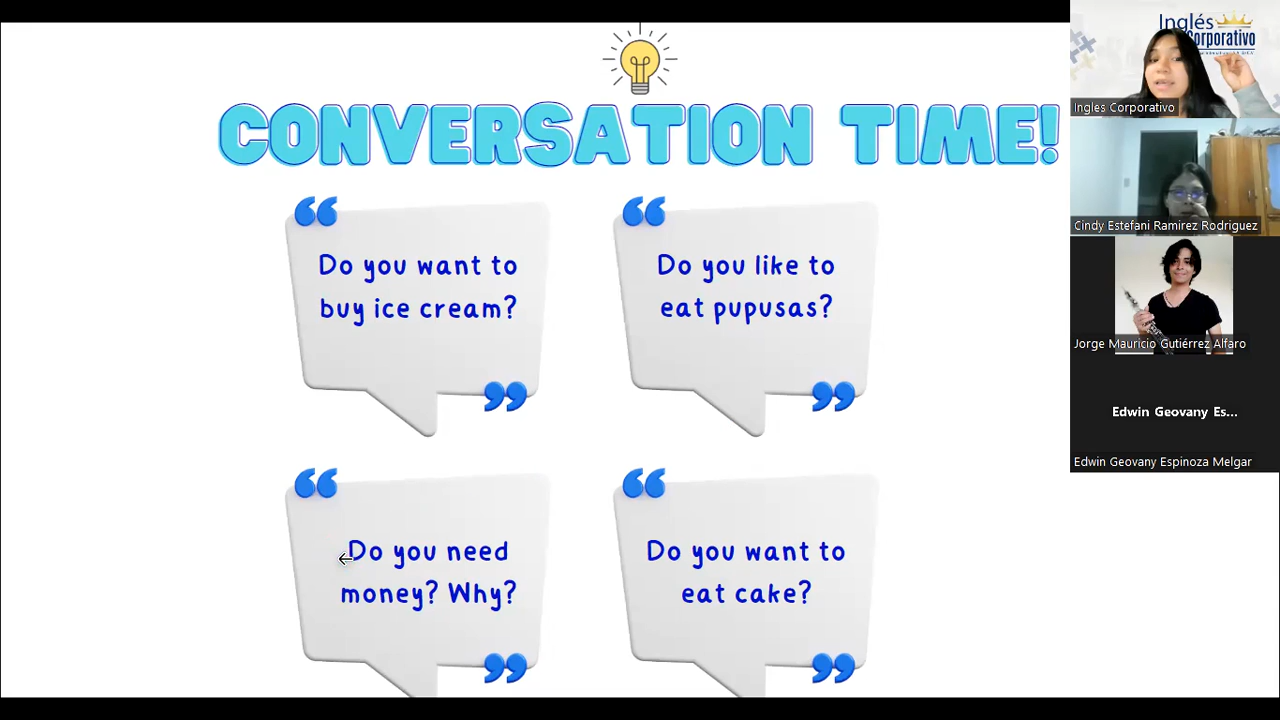 CONVERSATION TIME!
Do you want to
buy ice cream?
Do you like to
eat pupusas?
Do you need
money? Why?
Do you want to
eat cake?
Inglés
Corporativo
Ingles Corporativo
Cindy Estefani Ramirez Rodriguez
Jorge Mauricio Gutiérrez Alfaro
Edwin Geovany Es...
Edwin Geovany Espinoza Melgar